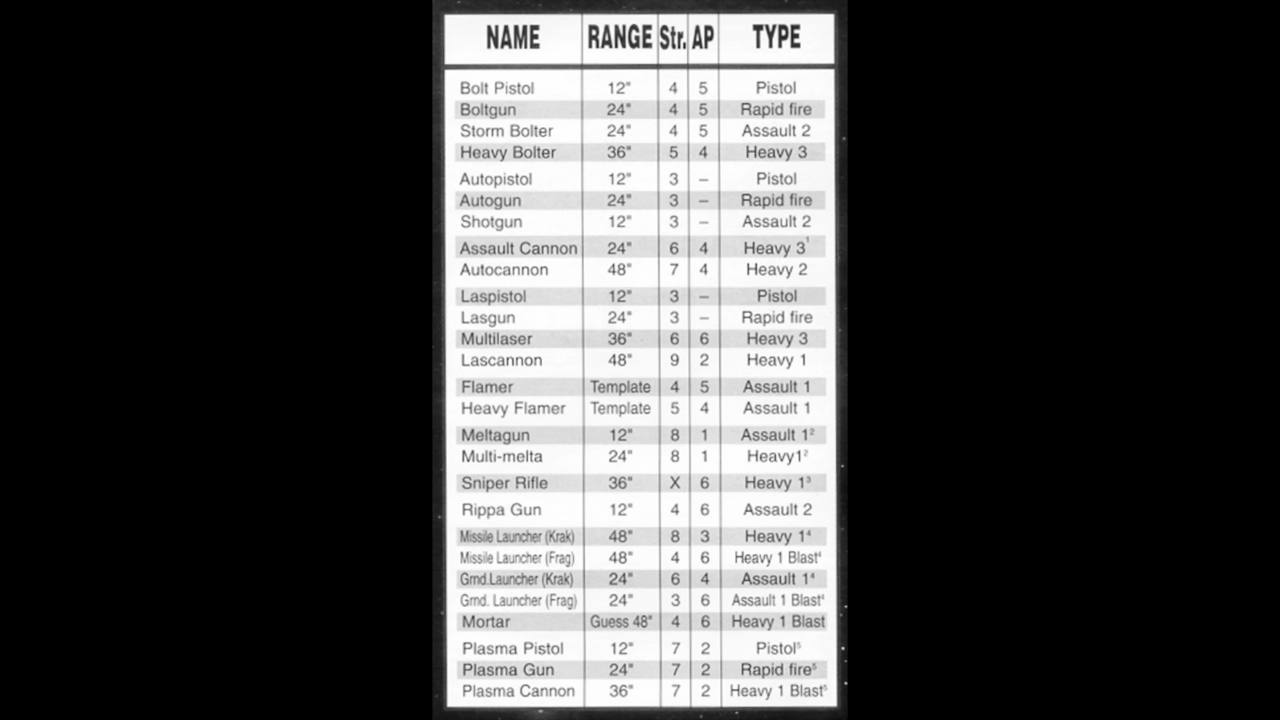 NAME RANGE Str. AP TYPE
Bolt Pistol 12" 4 5 Pistol
Boltgun 24" 4 5 Rapid fire
Storm Bolter 24" 4 5 Assault 2
Heavy Bolter 36" 5 4 Heavy 3
Autopistol 12" 3 – Pistol
Autogun 24" 3 – Rapid fire
Shotgun 12" 3 – Assault 2
Assault Cannon 24" 6 4 Heavy 3¹
Autocannon 48" 7 4 Heavy 2
Laspistol 12" 3 – Pistol
Lasgun 24" 3 – Rapid fire
Multilaser 36" 6 6 Heavy 3
Lascannon 48" 9 2 Heavy 1
Flamer Template 4 5 Assault 1
Heavy Flamer Template 5 4 Assault 1
Meltagun 12" 8 1 Assault 1²
Multi-melta 24" 8 1 Heavy1²
Sniper Rifle 36" X 6 Heavy 1³
Rippa Gun 12" 4 6 Assault 2
Missile Launcher (Krak) 48" 8 3 Heavy 1⁴
Missile Launcher (Frag) 48" 4 6 Heavy 1 Blast⁴
Grnd.Launcher (Krak) 24" 6 4 Assault 1⁴
Grnd. Launcher (Frag) 24" 3 6 Assault 1 Blast⁴
Mortar Guess 48" 4 6 Heavy 1 Blast
Plasma Pistol 12" 7 2 Pistol⁵
Plasma Gun 24" 7 2 Rapid fire⁵
Plasma Cannon 36" 7 2 Heavy 1 Blast⁵